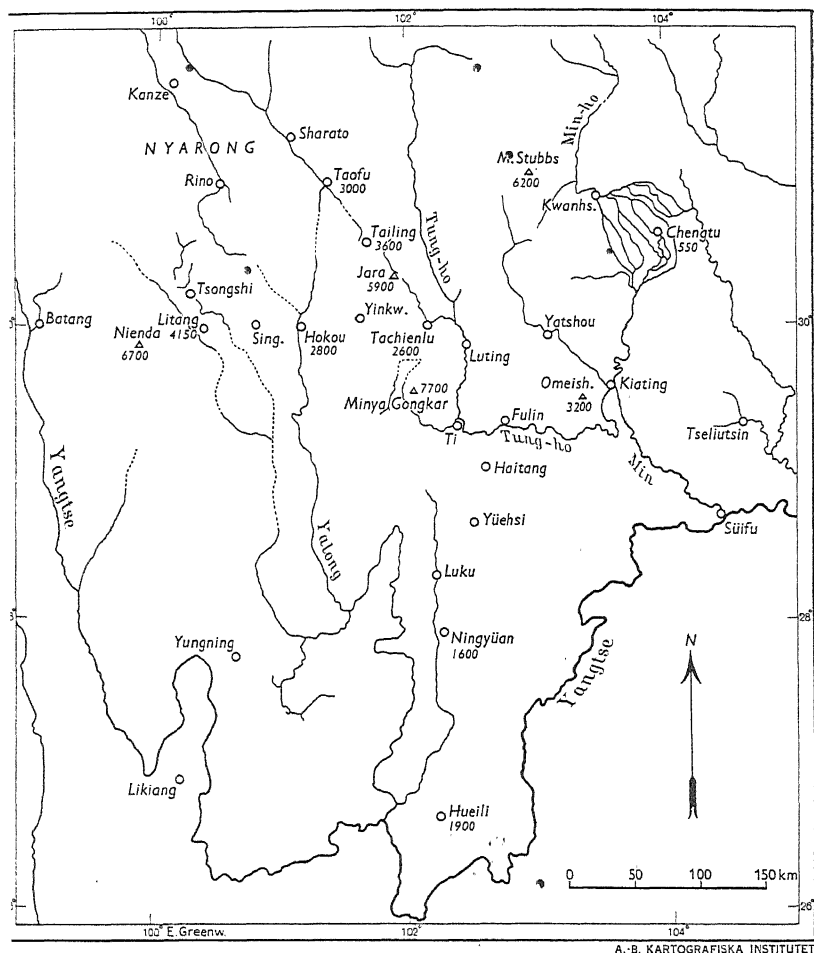 100° 102° 104°
Kanze
Min-ho
NYARONG
Sharato
M. Stubbs
6200
Rino
Taofu
3000
Kwanhs.
Tailing
3600
Tung-ho
Chengtu
550
Jara
5900
Tsongshi
Batang
Litang
4150
Nienda
6700
Sing.
Hokou
2800
Yinkw.
Tachienlu
2600
Luting
Yatshou
30°
7700
Minya Gongkar
Omeish.
3200
Kiating
Ti
Fulin
Tung-ho
Tseliutsin
Haitang
Min
Yangtse
Yüehsi
Süifu
Yalong
Luku
Ningyüan
1600
28°
Yungning
Yangtse
N
Likiang
Hueili
1900
0 50 100 150 km
26°
100° E. Greenw. 102° 104°
A.-B. KARTOGRAFISKA INSTITUTET